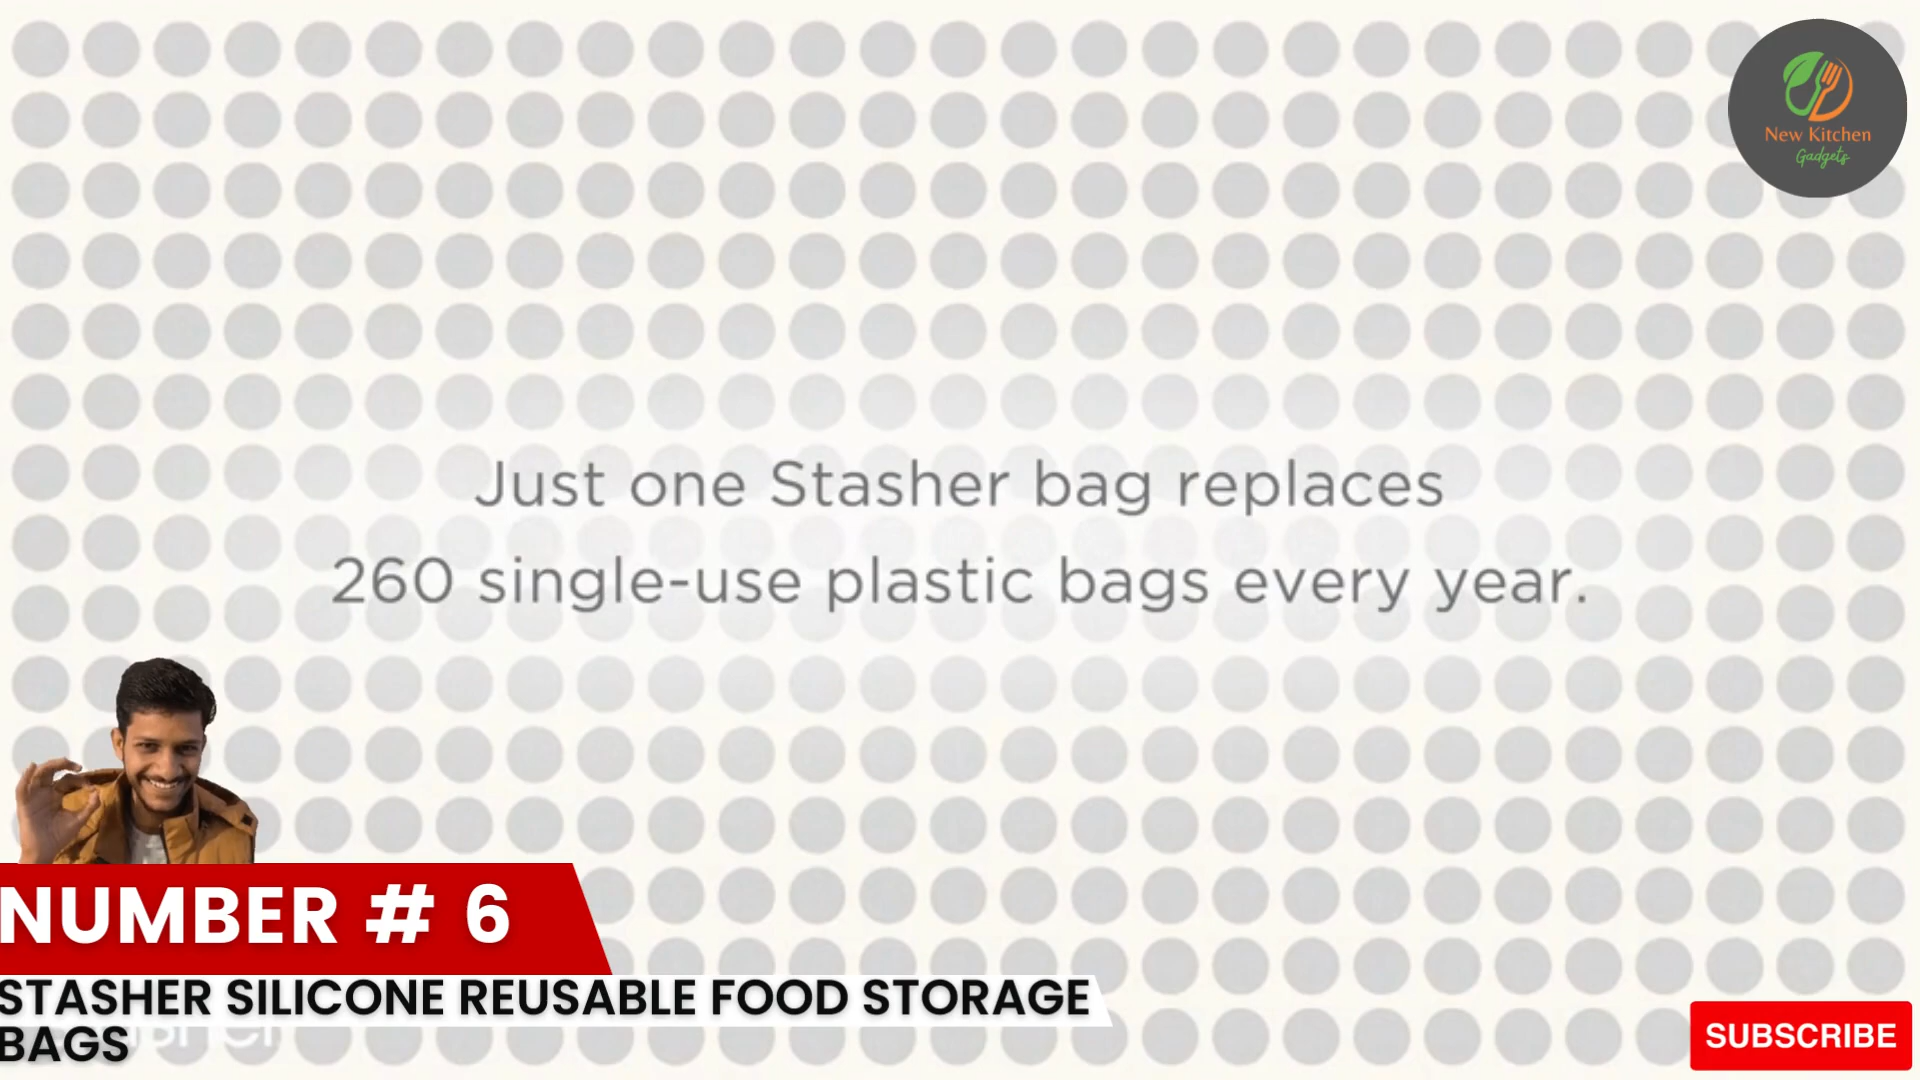 New Kitchen
Gadgets
Just one Stasher bag replaces
260 single-use plastic bags every year.
NUMBER # 6
STASHER SILICONE REUSABLE FOOD STORAGE
BAGS
SUBSCRIBE